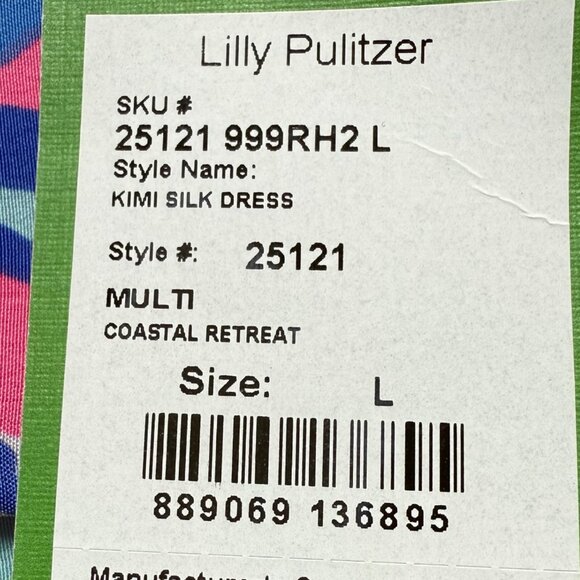 Lilly Pulitzer
SKU #
25121 999RH2 L
Style Name:
KIMI SILK DRESS
Style #: 25121
MULTI
COASTAL RETREAT
Size: L
889069 136895